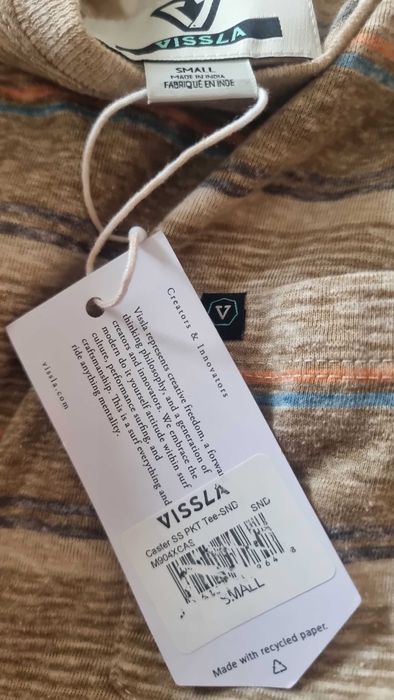 VISSLA
SMALL
MADE IN INDIA
FABRIQUÉ EN INDE
V
vissla.com
Creators & Innovators
Vissla represents creative freedom, a forward
thinking philosophy, and a generation of
creators and innovators. We embrace the
modern do it yourself attitude within surf
culture, performance surfing, and
craftsmanship. This is a surf everything and
ride anything mentality.
VISSLA
Caster SS PKT Tee-SND SND
M904XCAS
SMALL
Made with recycled paper.